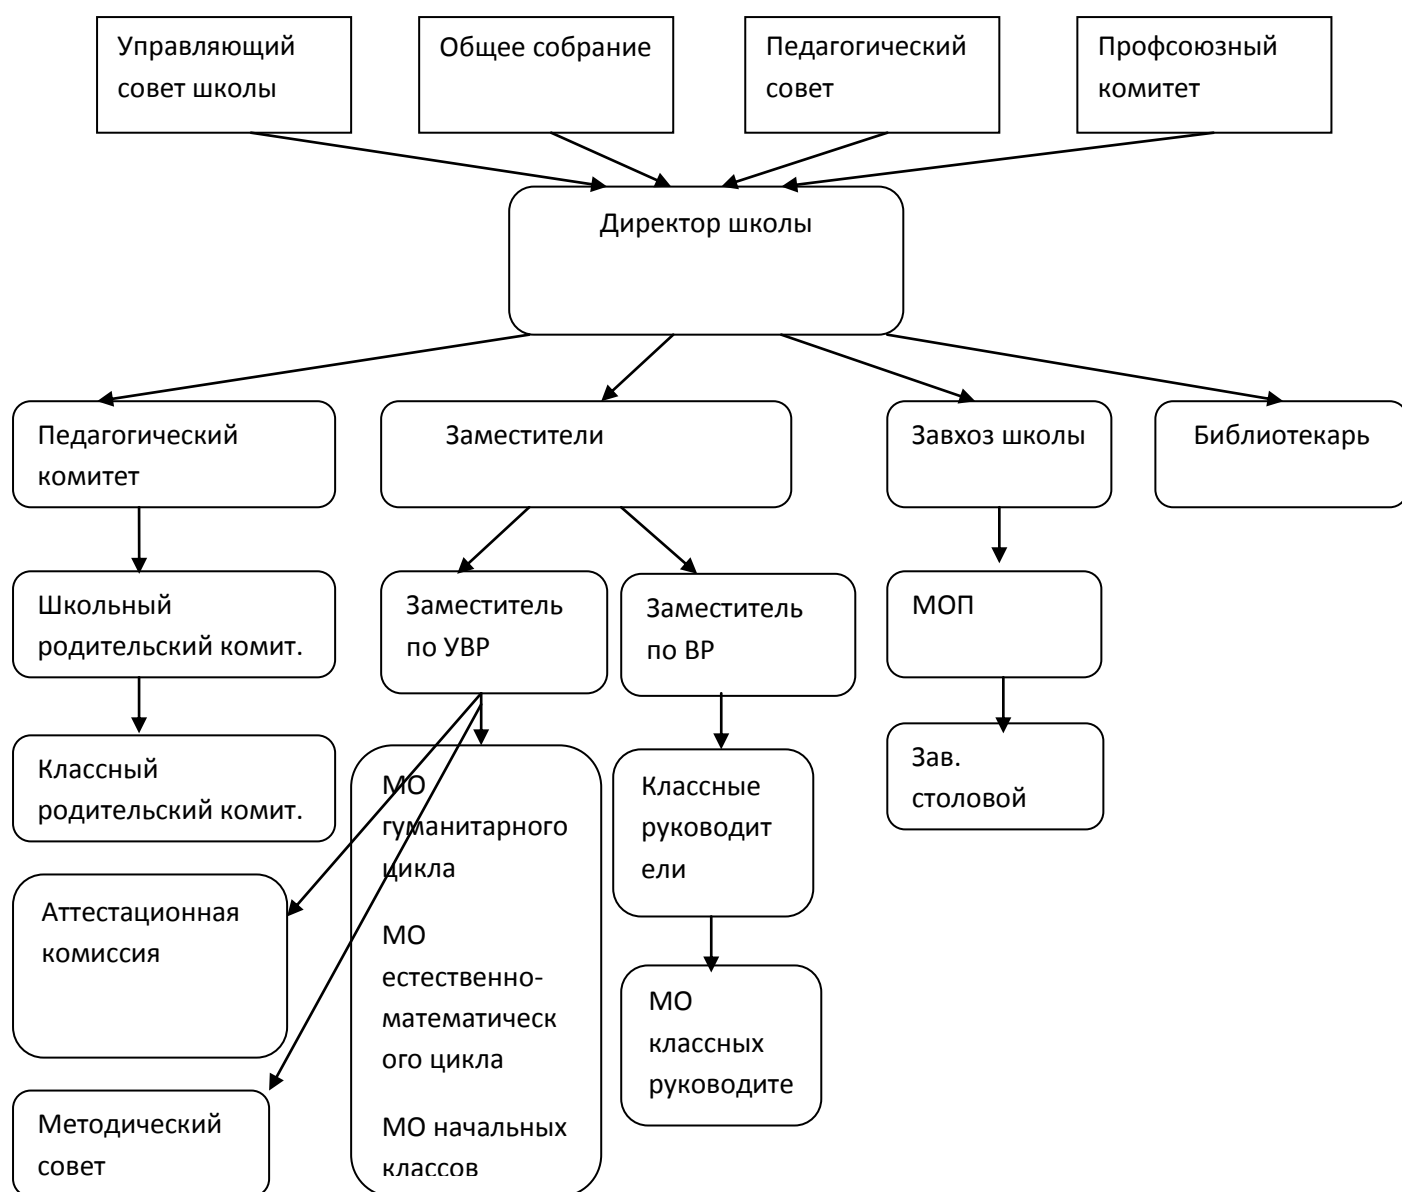 Управляющий
совет школы
Общее собрание
Педагогический
совет
Профсоюзный
комитет
Директор школы
Педагогический
комитет
Заместители
Завхоз школы
Библиотекарь
Школьный
родительский комит.
Заместитель
по УВР
Заместитель
по ВР
МОП
Классный
родительский комит.
МО
гуманитарного
цикла
МО
естественно-
математическ
ого цикла
МО начальных
классов
Классные
руководит
ели
Зав.
столовой
Аттестационная
комиссия
МО
классных
руководите
Методический
совет